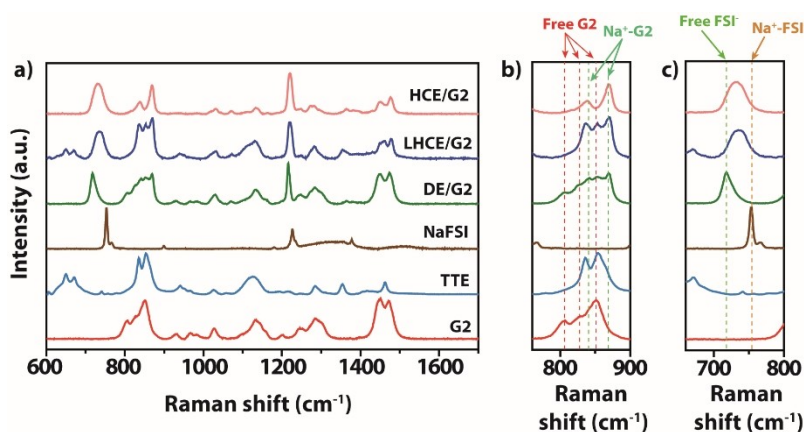 Free G2
Na⁺-G2
Free FSI⁻
Na⁺-FSI
a)
b)
c)
HCE/G2
LHCE/G2
DE/G2
NaFSI
TTE
G2
Intensity (a.u.)
600 800 1000 1200 1400 1600
800 900
700 800
Raman shift (cm⁻¹)
Raman
shift (cm⁻¹)
Raman
shift (cm⁻¹)